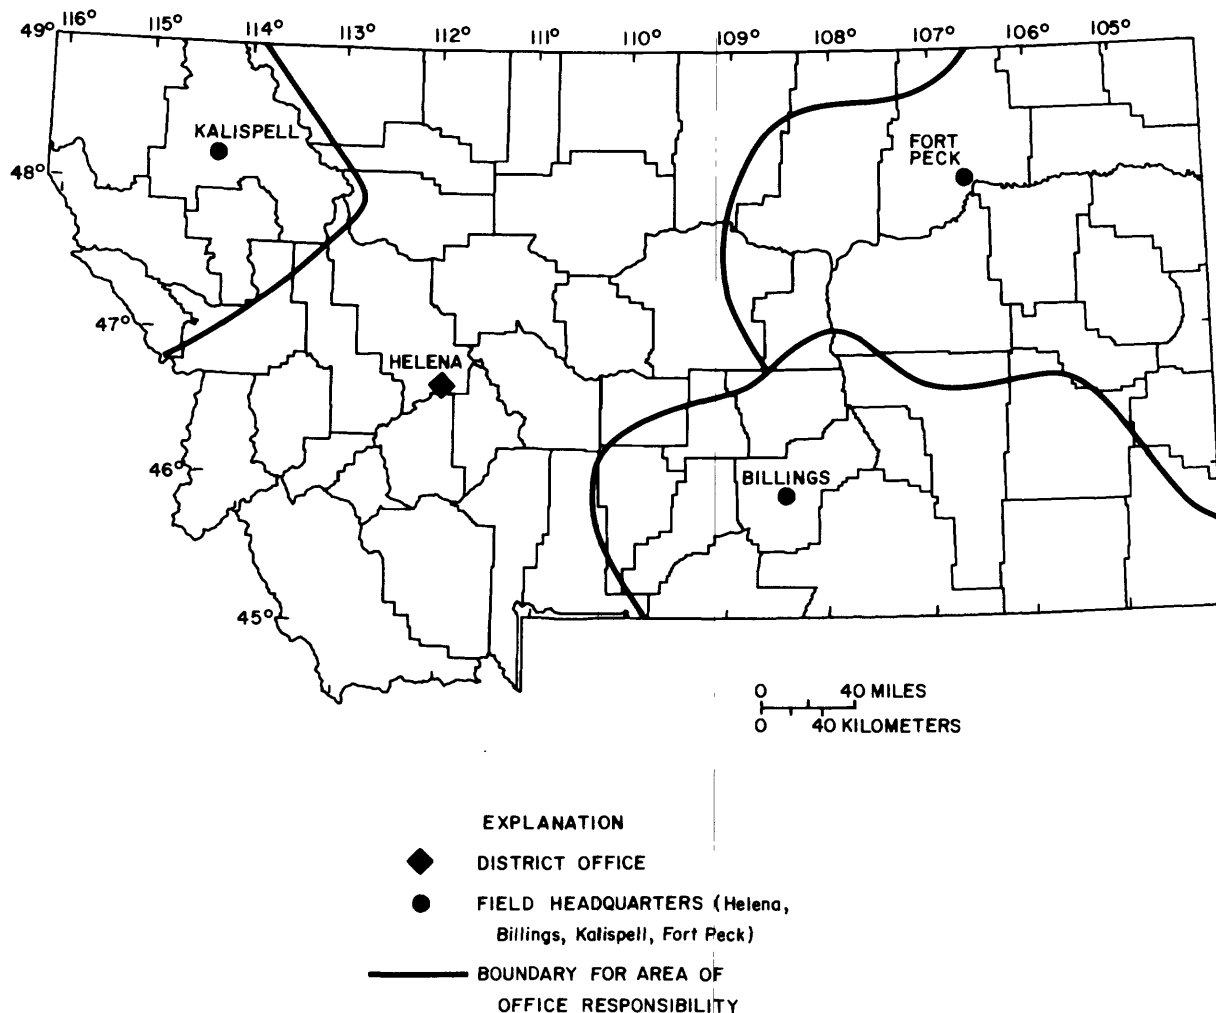 49° 116° 115° 114° 113° 112° 111° 110° 109° 108° 107° 106° 105°
KALISPELL
FORT
PECK
48°
47°
HELENA
46°
BILLINGS
45°
0 40 MILES
0 40 KILOMETERS
EXPLANATION
DISTRICT OFFICE
FIELD HEADQUARTERS (Helena,
Billings, Kalispell, Fort Peck)
BOUNDARY FOR AREA OF
OFFICE RESPONSIBILITY